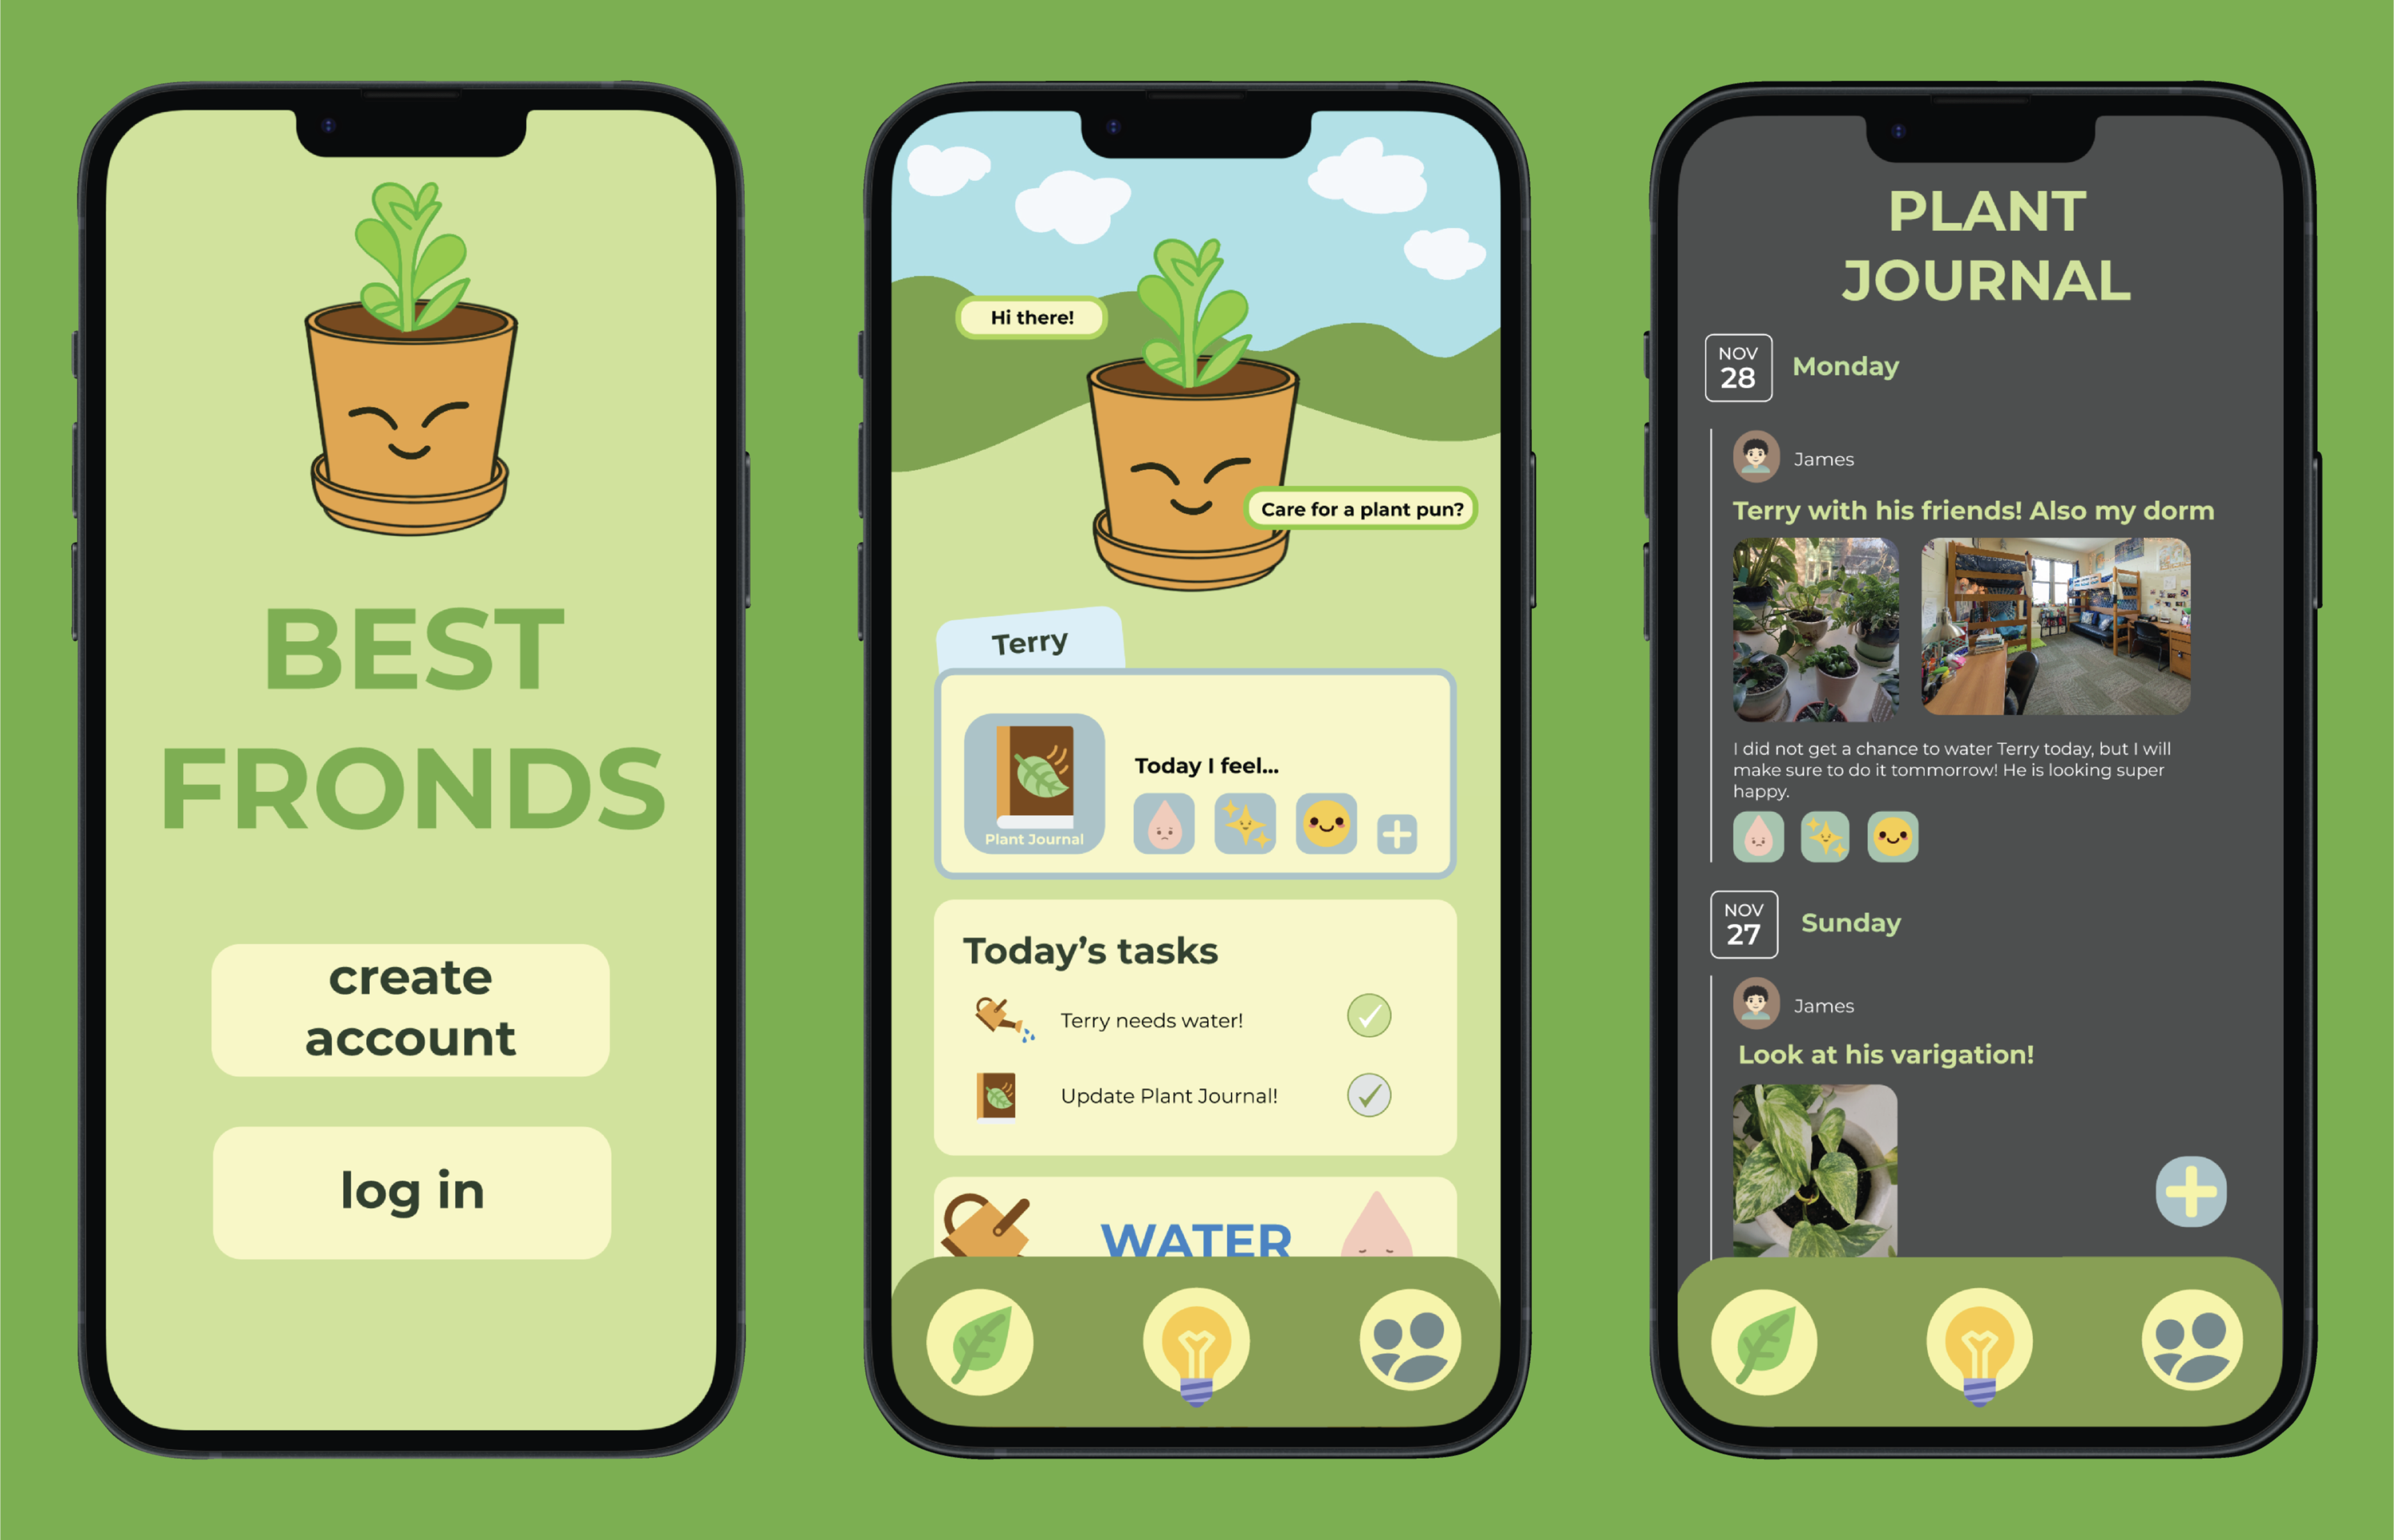 BEST
FRONDS
create
account
log in
Hi there!
Care for a plant pun?
Terry
Plant Journal
Today I feel...
Today's tasks
Terry needs water!
Update Plant Journal!
WATER
PLANT
JOURNAL
NOV
28
Monday
James
Terry with his friends! Also my dorm
I did not get a chance to water Terry today, but I will
make sure to do it tommorrow! He is looking super
happy.
NOV
27
Sunday
James
Look at his varigation!